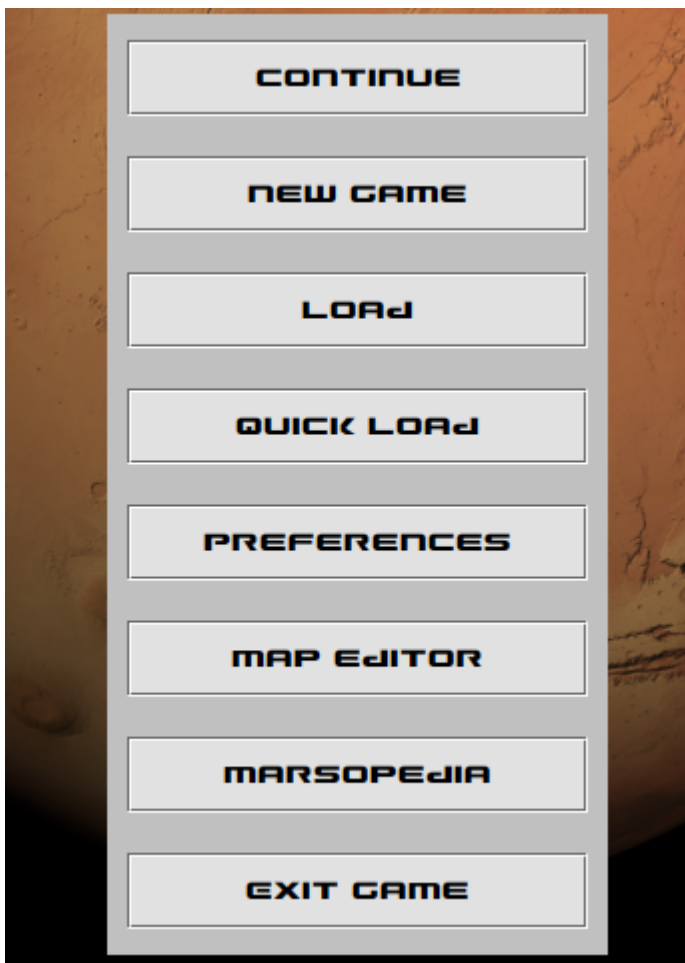 CONTINUE
NEW GAME
LOAd
QUICK LOAd
PREFERENCES
MAP EdITOR
MARSOPEdIA
EXIT GAME